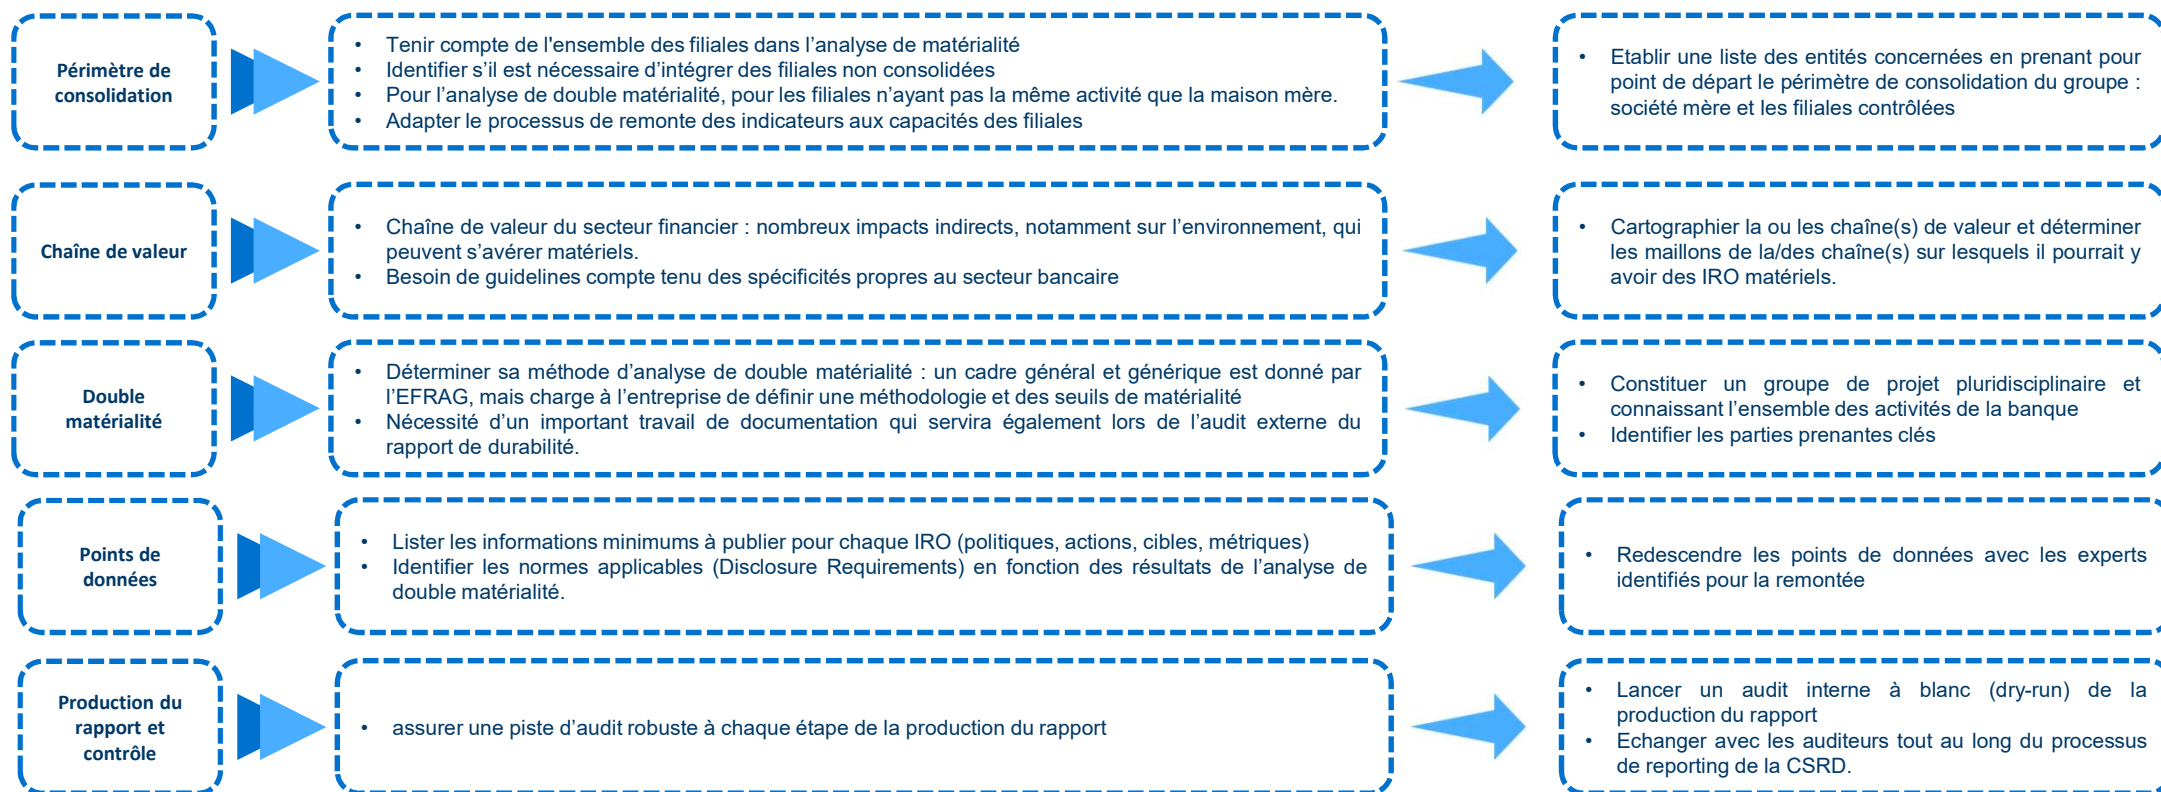 Périmètre de
consolidation
• Tenir compte de l'ensemble des filiales dans l’analyse de matérialité
• Identifier s’il est nécessaire d’intégrer des filiales non consolidées
• Pour l’analyse de double matérialité, pour les filiales n’ayant pas la même activité que la maison mère.
• Adapter le processus de remonte des indicateurs aux capacités des filiales
• Etablir une liste des entités concernées en prenant pour
point de départ le périmètre de consolidation du groupe :
société mère et les filiales contrôlées
Chaîne de valeur
• Chaîne de valeur du secteur financier : nombreux impacts indirects, notamment sur l’environnement, qui
peuvent s’avérer matériels.
• Besoin de guidelines compte tenu des spécificités propres au secteur bancaire
• Cartographier la ou les chaîne(s) de valeur et déterminer
les maillons de la/des chaîne(s) sur lesquels il pourrait y
avoir des IRO matériels.
Double
matérialité
• Déterminer sa méthode d’analyse de double matérialité : un cadre général et générique est donné par
l’EFRAG, mais charge à l’entreprise de définir une méthodologie et des seuils de matérialité
• Nécessité d’un important travail de documentation qui servira également lors de l’audit externe du
rapport de durabilité.
• Constituer un groupe de projet pluridisciplinaire et
connaissant l’ensemble des activités de la banque
• Identifier les parties prenantes clés
Points de
données
• Lister les informations minimums à publier pour chaque IRO (politiques, actions, cibles, métriques)
• Identifier les normes applicables (Disclosure Requirements) en fonction des résultats de l’analyse de
double matérialité.
• Redescendre les points de données avec les experts
identifiés pour la remontée
Production du
rapport et
contrôle
• assurer une piste d’audit robuste à chaque étape de la production du rapport
• Lancer un audit interne à blanc (dry-run) de la
production du rapport
• Echanger avec les auditeurs tout au long du processus
de reporting de la CSRD.